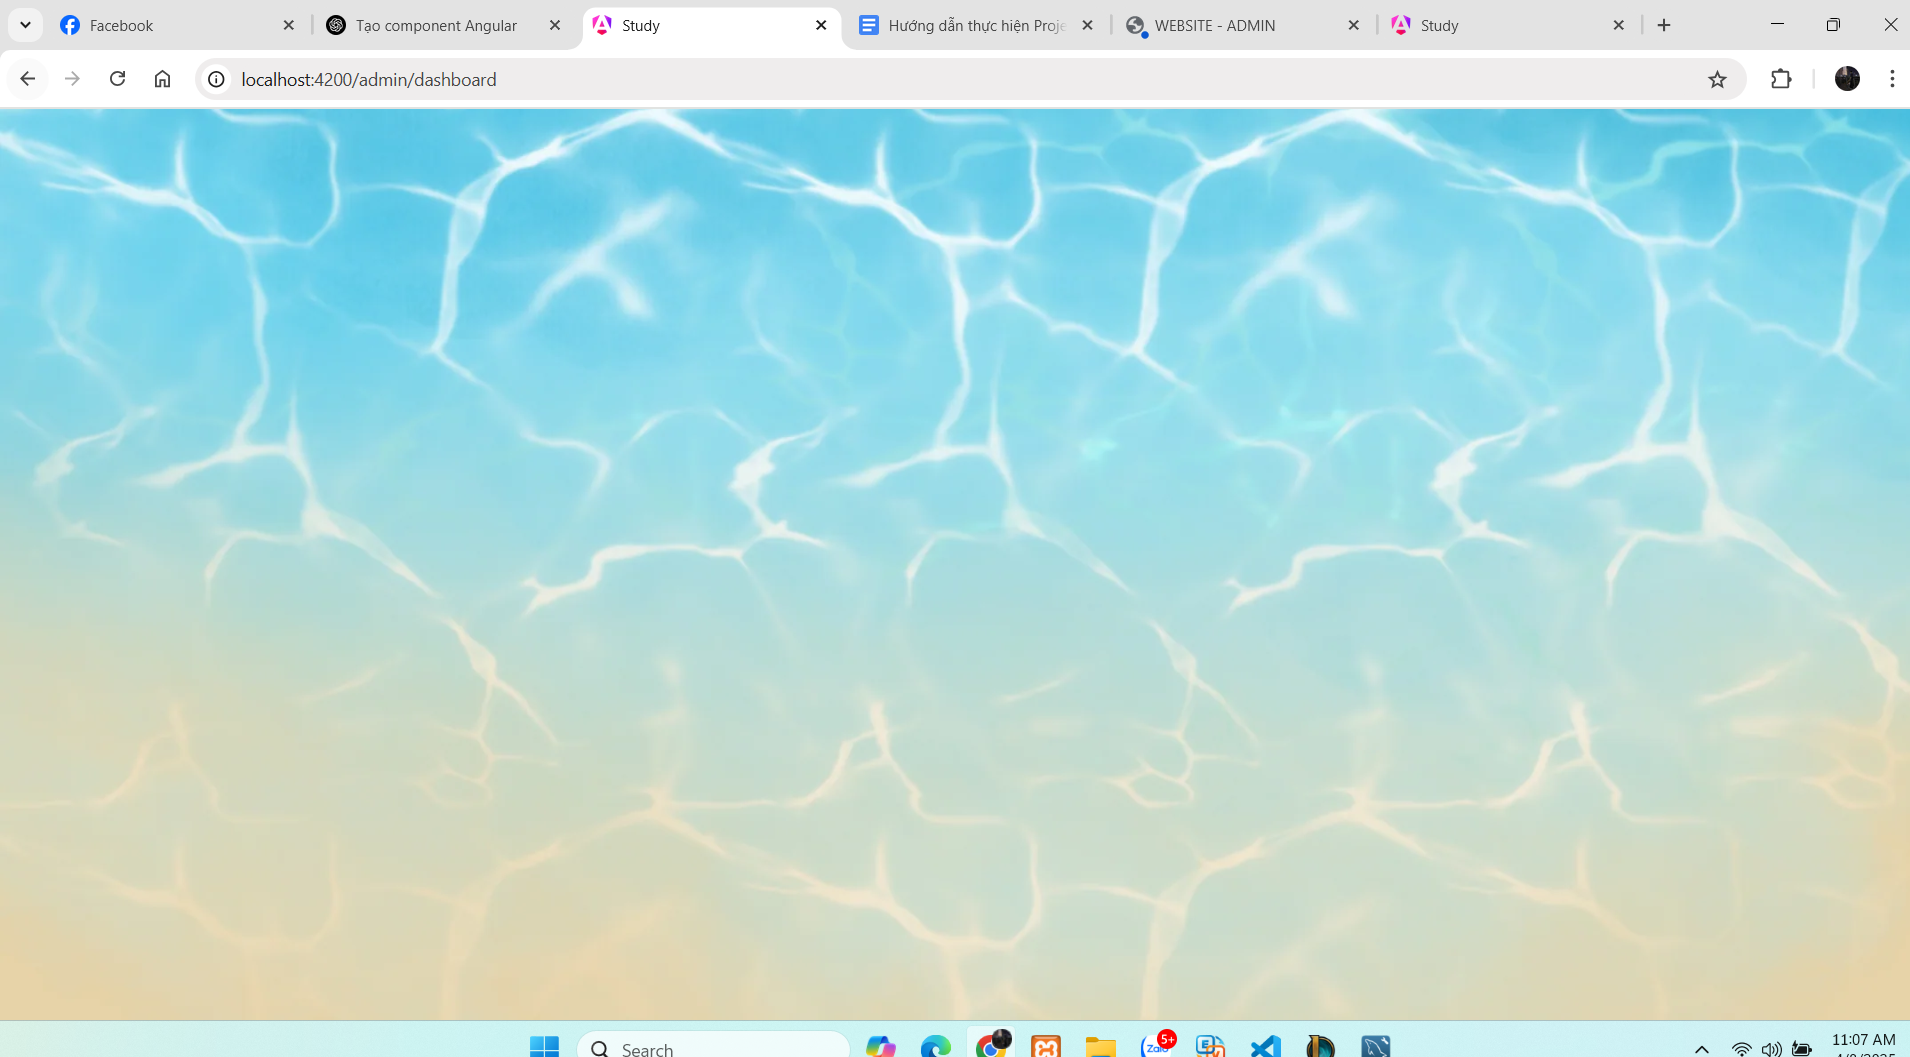 Facebook
Tạo component Angular
Study
Hướng dẫn thực hiện Proje
WEBSITE - ADMIN
Study
localhost:4200/admin/dashboard
Search
Zalo
5+
11:07 AM